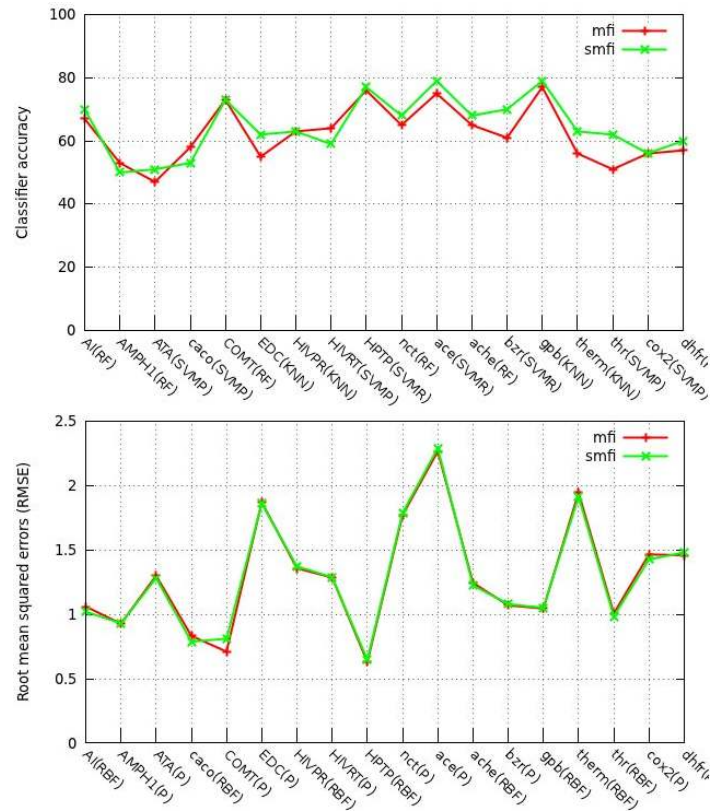 100
80
60
40
20
0
Classifier accuracy
mfi
smfi
AI(RF)
AMPH1(RF)
ATA(SVMP)
caco(SVMP)
COMT(RF)
EDC(KNN)
HIVPR(KNN)
HIVRT(SVMP)
HPTP(SVMR)
nct(RF)
ace(SVMR)
ache(RF)
bzr(SVMR)
gpb(KNN)
therm(KNN)
thr(SVMP)
cox2(SVMP)
dhfr(
2.5
2
1.5
1
0.5
0
Root mean squared errors (RMSE)
mfi
smfi
AI(RBF)
AMPH1(P)
ATA(P)
caco(RBF)
COMT(P)
EDC(P)
HIVPR(RBF)
HIVRT(P)
HPTP(RBF)
nct(P)
ace(P)
ache(RBF)
bzr(P)
gpb(RBF)
therm(RBF)
thr(RBF)
cox2(P)
dhfr(